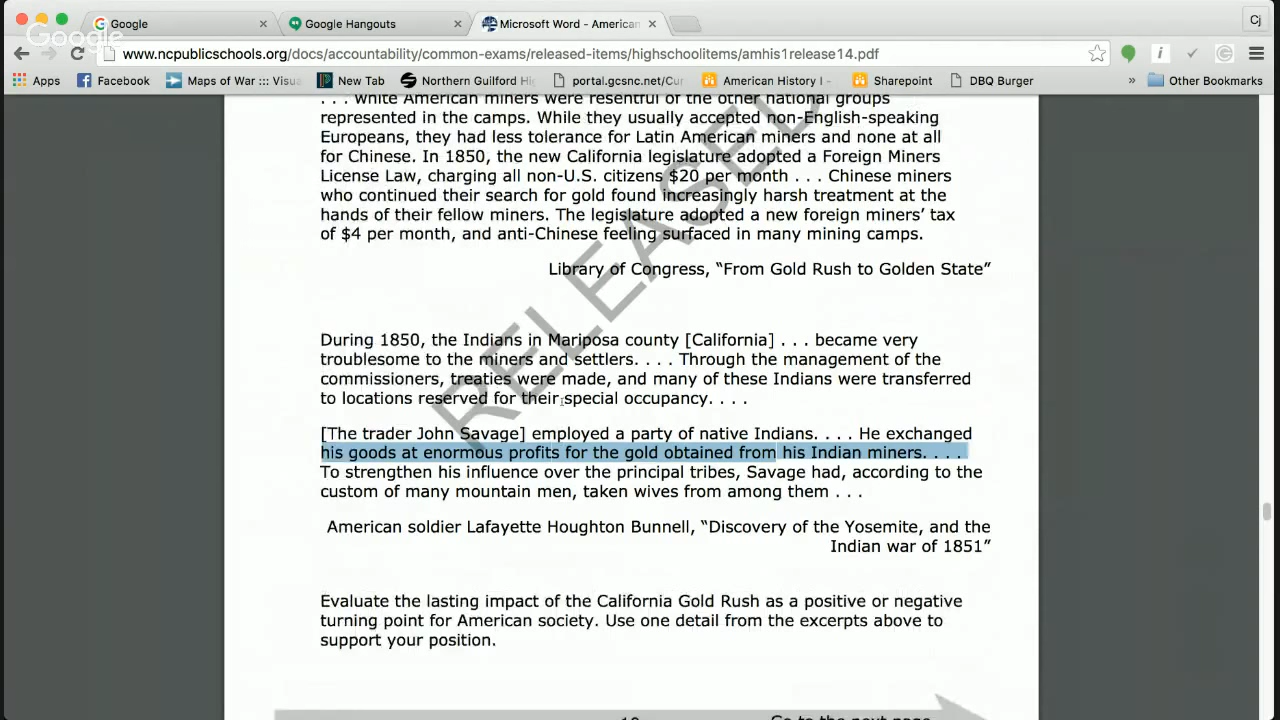 Google
Google Hangouts
Microsoft Word - American
Cj
Google
www.ncpublicschools.org/docs/accountability/common-exams/released-items/highschoolitems/amhis1release14.pdf
Apps
Facebook
Maps of War ::: Visua
New Tab
Northern Guilford Hi
portal.gcsnc.net/Cur
American History I -
Sharepoint
DBQ Burger
»
Other Bookmarks
. . . White American miners were resentful of the other national groups
represented in the camps. While they usually accepted non-English-speaking
Europeans, they had less tolerance for Latin American miners and none at all
for Chinese. In 1850, the new California legislature adopted a Foreign Miners
License Law, charging all non-U.S. citizens $20 per month . . . Chinese miners
who continued their search for gold found increasingly harsh treatment at the
hands of their fellow miners. The legislature adopted a new foreign miners’ tax
of $4 per month, and anti-Chinese feeling surfaced in many mining camps.
Library of Congress, “From Gold Rush to Golden State”
RELEASED
During 1850, the Indians in Mariposa county [California] . . . became very
troublesome to the miners and settlers. . . . Through the management of the
commissioners, treaties were made, and many of these Indians were transferred
to locations reserved for their special occupancy. . . .
[The trader John Savage] employed a party of native Indians. . . . He exchanged
his goods at enormous profits for the gold obtained from his Indian miners. . . .
To strengthen his influence over the principal tribes, Savage had, according to the
custom of many mountain men, taken wives from among them . . .
American soldier Lafayette Houghton Bunnell, “Discovery of the Yosemite, and the
Indian war of 1851”
Evaluate the lasting impact of the California Gold Rush as a positive or negative
turning point for American society. Use one detail from the excerpts above to
support your position.
Go to the next page